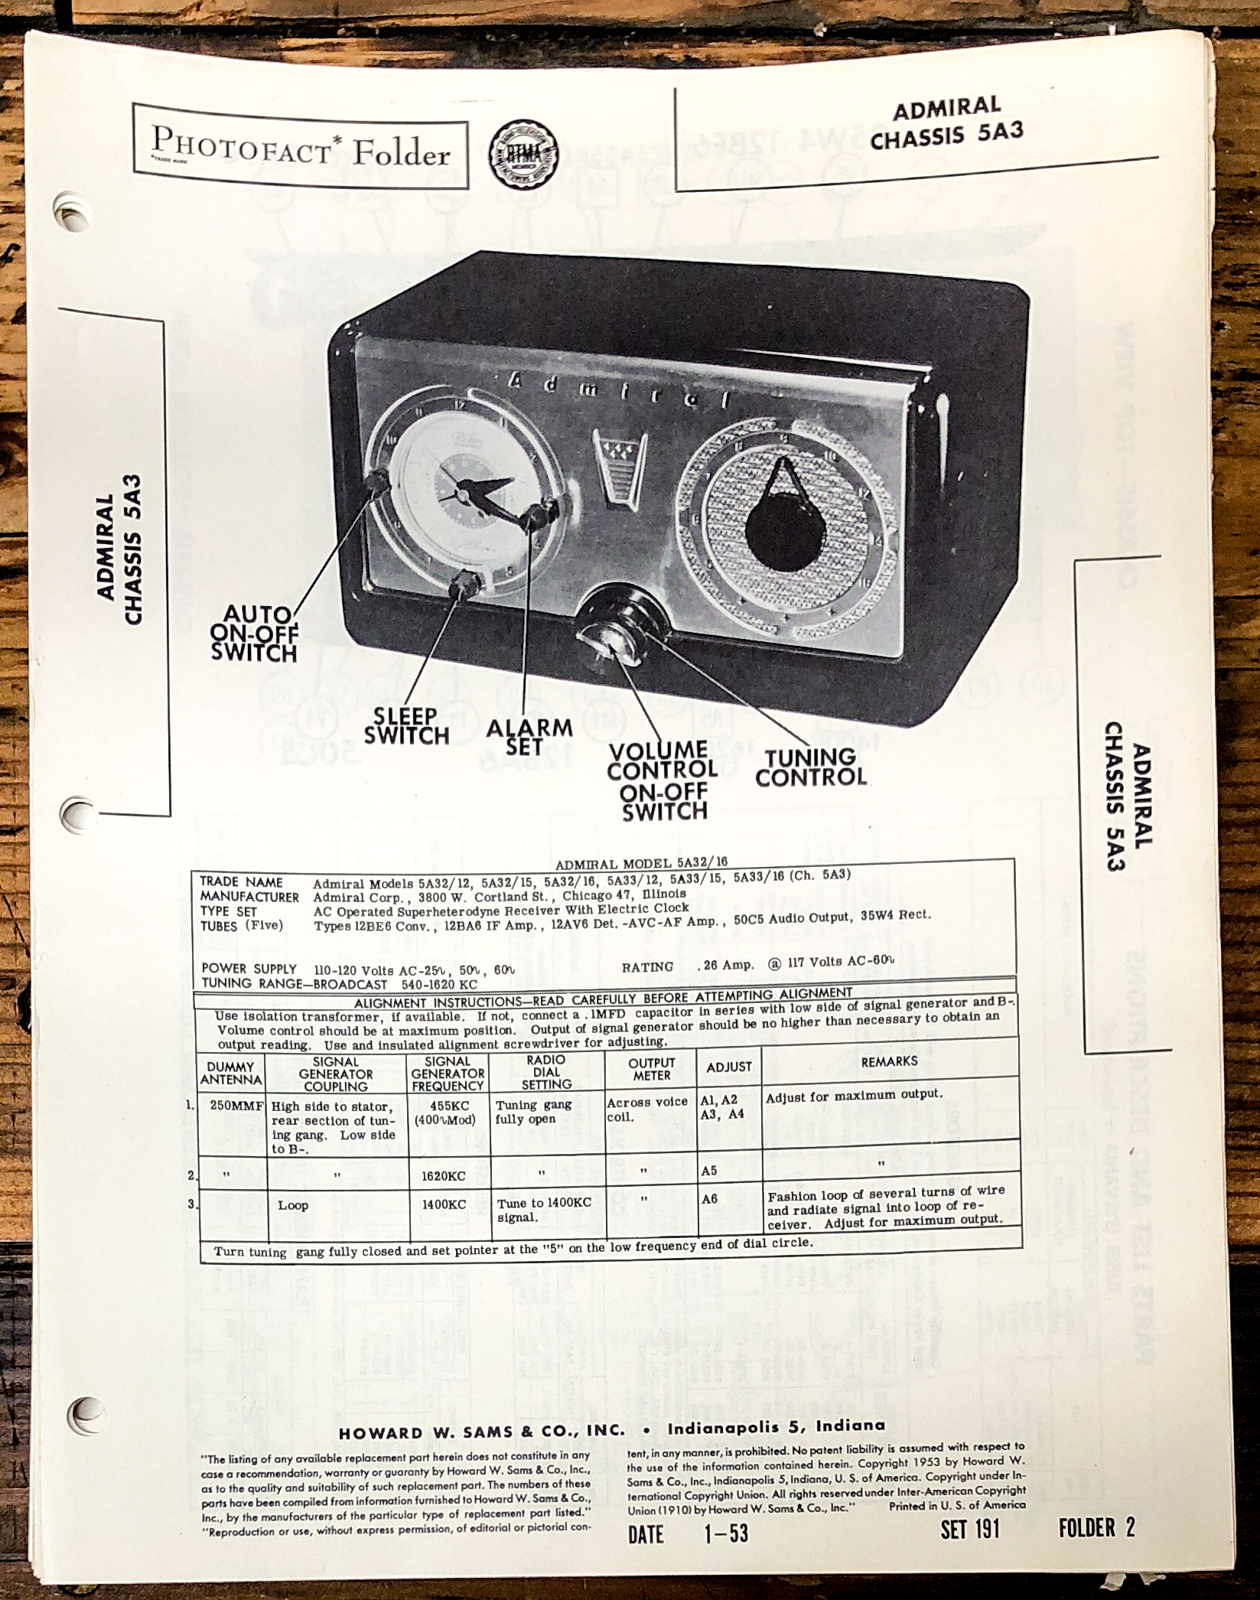 PHOTOFACT* Folder
*TRADE MARK
RTMA
ADMIRAL
CHASSIS 5A3
ADMIRAL
CHASSIS 5A3
ADMIRAL
CHASSIS 5A3
Admiral
AUTO.
ON-OFF
SWITCH
SLEEP
SWITCH
ALARM
SET
VOLUME
CONTROL
ON-OFF
SWITCH
TUNING
CONTROL
ADMIRAL MODEL 5A32/16
TRADE NAME Admiral Models 5A32/12, 5A32/15, 5A32/16, 5A33/12, 5A33/15, 5A33/16 (Ch. 5A3)
MANUFACTURER Admiral Corp., 3800 W. Cortland St., Chicago 47, Illinois
TYPE SET AC Operated Superheterodyne Receiver With Electric Clock
TUBES (Five) Types 12BE6 Conv., 12BA6 IF Amp., 12AV6 Det.-AVC-AF Amp., 50C5 Audio Output, 35W4 Rect.
POWER SUPPLY 110-120 Volts AC-25∿, 50∿, 60∿ RATING .26 Amp. @ 117 Volts AC-60∿
TUNING RANGE—BROADCAST 540-1620 KC
ALIGNMENT INSTRUCTIONS—READ CAREFULLY BEFORE ATTEMPTING ALIGNMENT
Use isolation transformer, if available. If not, connect a .1MFD capacitor in series with low side of signal generator and B-.
Volume control should be at maximum position. Output of signal generator should be no higher than necessary to obtain an
output reading. Use and insulated alignment screwdriver for adjusting.
DUMMY
ANTENNA
SIGNAL
GENERATOR
COUPLING
SIGNAL
GENERATOR
FREQUENCY
RADIO
DIAL
SETTING
OUTPUT
METER
ADJUST
REMARKS
1. 250MMF High side to stator, 455KC Tuning gang Across voice A1, A2 Adjust for maximum output.
rear section of tun- (400∿Mod) fully open coil. A3, A4
ing gang. Low side
to B-.
2. " " 1620KC " " A5 "
3. Loop 1400KC Tune to 1400KC " A6 Fashion loop of several turns of wire
signal. and radiate signal into loop of re-
ceiver. Adjust for maximum output.
Turn tuning gang fully closed and set pointer at the "5" on the low frequency end of dial circle.
HOWARD W. SAMS & CO., INC. • Indianapolis 5, Indiana
"The listing of any available replacement part herein does not constitute in any
case a recommendation, warranty or guaranty by Howard W. Sams & Co., Inc.,
as to the quality and suitability of such replacement part. The numbers of these
parts have been compiled from information furnished to Howard W. Sams & Co.,
Inc., by the manufacturers of the particular type of replacement part listed."
"Reproduction or use, without express permission, of editorial or pictorial con-
tent, in any manner, is prohibited. No patent liability is assumed with respect to
the use of the information contained herein. Copyright 1953 by Howard W.
Sams & Co., Inc., Indianapolis 5, Indiana, U. S. of America. Copyright under In-
ternational Copyright Union. All rights reserved under Inter-American Copyright
Union (1910) by Howard W. Sams & Co., Inc." Printed in U. S. of America
DATE 1-53 SET 191 FOLDER 2